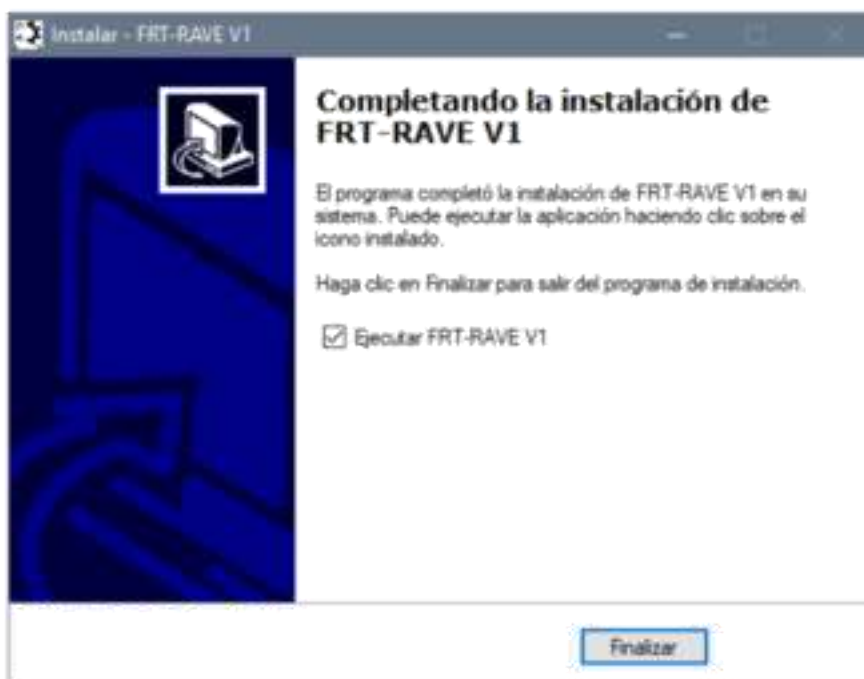 Instalar - FRT-RAVE V1
Completando la instalación de
FRT-RAVE V1
El programa completó la instalación de FRT-RAVE V1 en su
sistema. Puede ejecutar la aplicación haciendo clic sobre el
icono instalado.
Haga clic en Finalizar para salir del programa de instalación.
Ejecutar FRT-RAVE V1
Finalizar